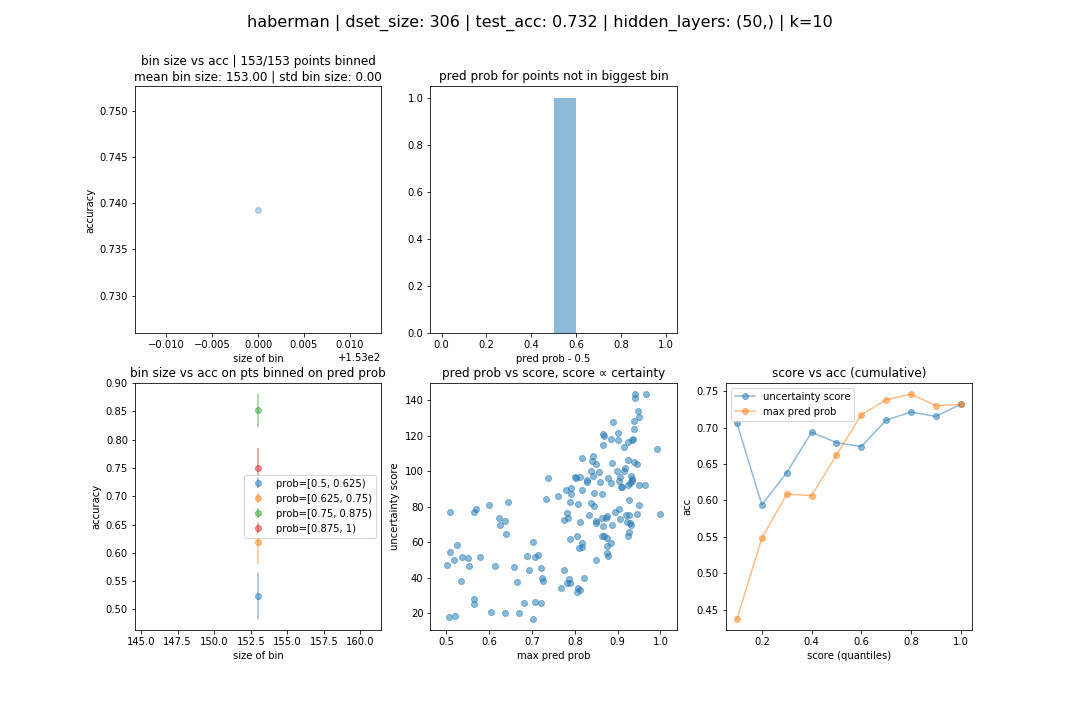 haberman | dset_size: 306 | test_acc: 0.732 | hidden_layers: (50,) | k=10
bin size vs acc | 153/153 points binned
mean bin size: 153.00 | std bin size: 0.00
0.750
0.745
0.740
0.735
0.730
accuracy
−0.010
−0.005
0.000
0.005
0.010
size of bin
+1.53e2
pred prob for points not in biggest bin
1.0
0.8
0.6
0.4
0.2
0.0
0.0
0.2
0.4
0.6
0.8
1.0
pred prob - 0.5
bin size vs acc on pts binned on pred prob
0.90
0.85
0.80
0.75
0.70
0.65
0.60
0.55
0.50
accuracy
prob=[0.5, 0.625)
prob=[0.625, 0.75)
prob=[0.75, 0.875)
prob=[0.875, 1)
145.0
147.5
150.0
152.5
155.0
157.5
160.0
size of bin
pred prob vs score, score ∝ certainty
140
120
100
80
60
40
20
uncertainty score
0.5
0.6
0.7
0.8
0.9
1.0
max pred prob
score vs acc (cumulative)
0.75
0.70
0.65
0.60
0.55
0.50
0.45
acc
uncertainty score
max pred prob
0.2
0.4
0.6
0.8
1.0
score (quantiles)